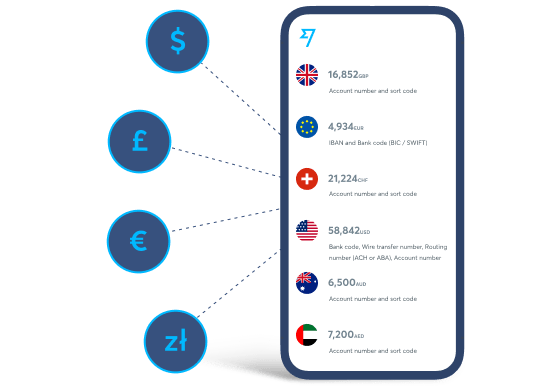 $
£
€
zł
16,852GBP
Account number and sort code
4,934EUR
IBAN and Bank code (BIC / SWIFT)
21,224CHF
Account number and sort code
58,842USD
Bank code, Wire transfer number, Routing
number (ACH or ABA), Account number
6,500AUD
Account number and sort code
7,200AED
Account number and sort code